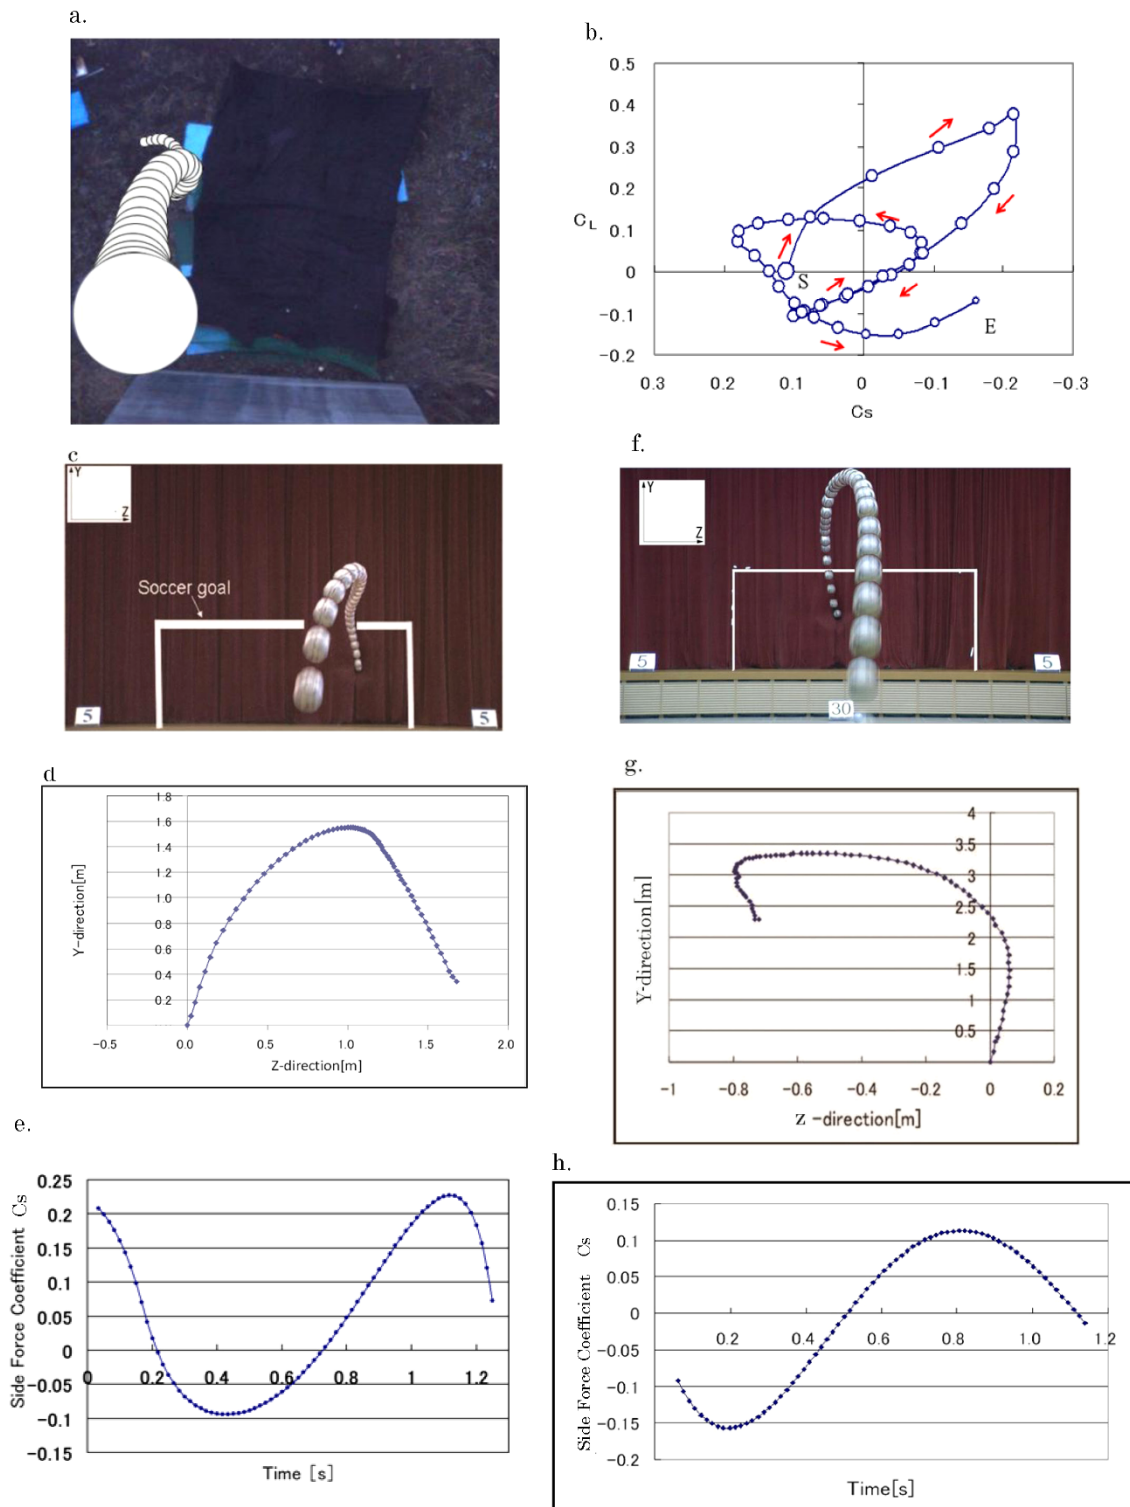 a.
b.
0.5
0.4
0.3
0.2
0.1
0
-0.1
-0.2
CL
S
E
0.3 0.2 0.1 0 -0.1 -0.2 -0.3
Cs
c
Y
Z
Soccer goal
5
5
f.
Y
Z
5
5
30
d
1.8
1.6
1.4
1.2
1.0
0.8
0.6
0.4
0.2
Y-direction[m]
-0.5 0.0 0.5 1.0 1.5 2.0
Z-direction[m]
g.
4
3.5
3
2.5
2
1.5
1
0.5
Y-direction[m]
-1 -0.8 -0.6 -0.4 -0.2 0 0.2
z -direction[m]
e.
0.25
0.2
0.15
0.1
0.05
0
-0.05
-0.1
-0.15
Side Force Coefficient Cs
0 0.2 0.4 0.6 0.8 1 1.2
Time [s]
h.
0.15
0.1
0.05
0
-0.05
-0.1
-0.15
-0.2
Side Force Coefficient Cs
0.2 0.4 0.6 0.8 1.0 1.2
Time[s]